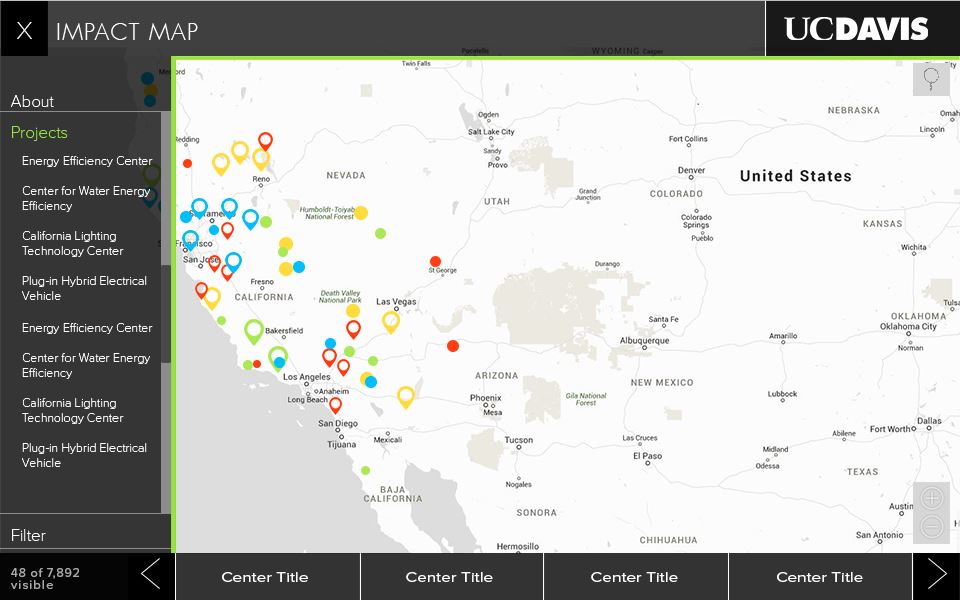 X IMPACT MAP
UCDAVIS
About
Projects
Energy Efficiency Center
Center for Water Energy
Efficiency
California Lighting
Technology Center
Plug-in Hybrid Electrical
Vehicle
Energy Efficiency Center
Center for Water Energy
Efficiency
California Lighting
Technology Center
Plug-in Hybrid Electrical
Vehicle
Filter
48 of 7,892
visible
WYOMING
Casper
Pocatello
Twin Falls
Ogden
Salt Lake City
Sandy
Provo
Fort Collins
NEBRASKA
Lincoln
Denver
United States
Reno
NEVADA
UTAH
Grand
Junction
COLORADO
Colorado
Springs
Pueblo
KANSAS
Wichita
Humboldt-Toiyab
National Forest
San Jose
Fresno
CALIFORNIA
Death Valley
National Park
Las Vegas
St George
Durango
Santa Fe
Albuquerque
Amarillo
OKLAHOMA
Oklahoma City
Norman
Bakersfield
Los Angeles
Anaheim
Long Beach
ARIZONA
Phoenix
Mesa
NEW MEXICO
Gila National
Forest
Lubbock
San Diego
Tijuana
Mexicali
Tucson
Las Cruces
El Paso
Abilene
Fort Worth
Dallas
Midland
Odessa
TEXAS
Nogales
BAJA
CALIFORNIA
SONORA
Hermosillo
CHIHUAHUA
San Antonio
Center Title
Center Title
Center Title
Center Title